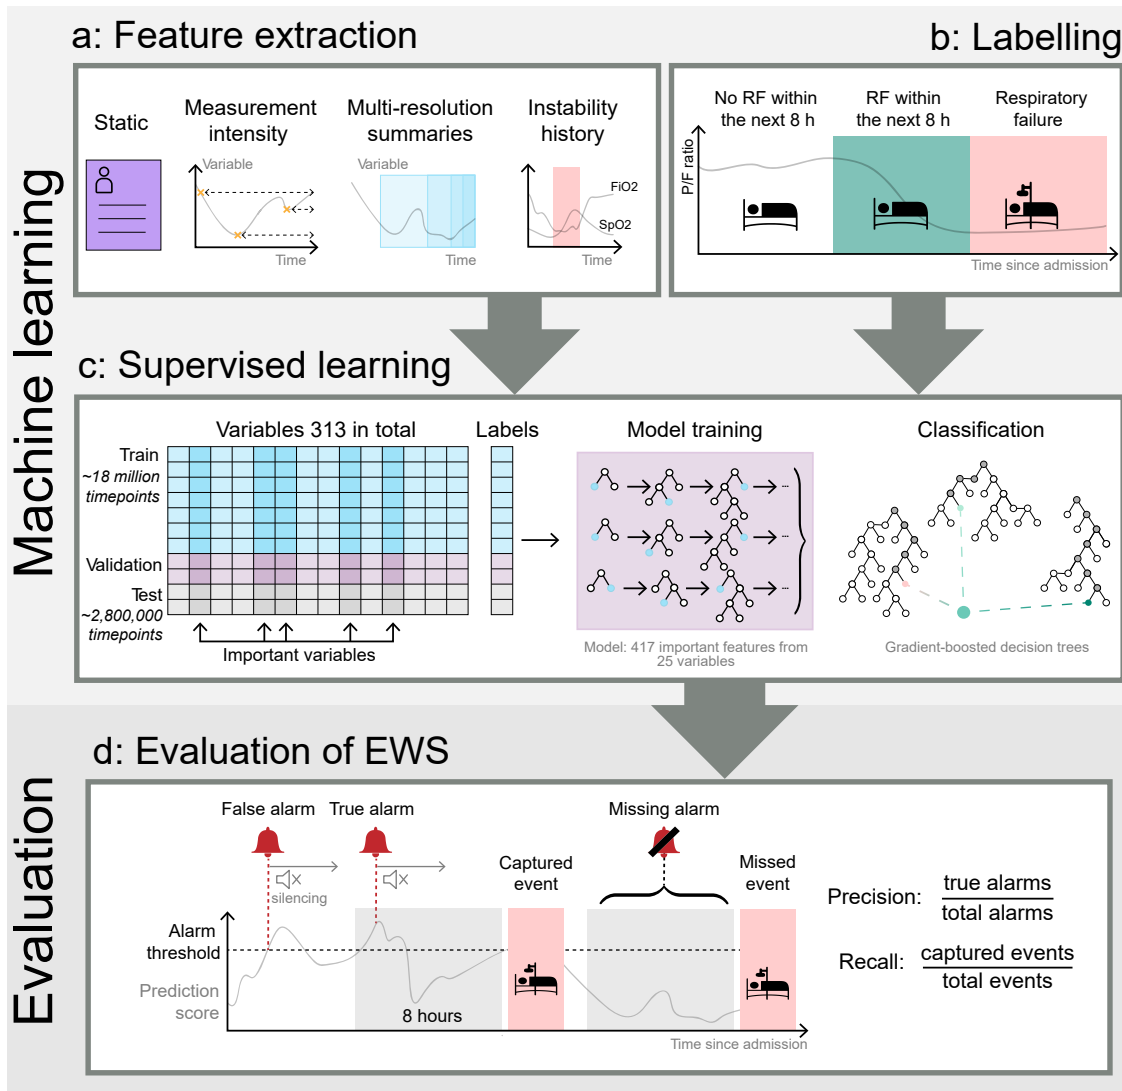 Machine learning
a: Feature extraction
Static
Measurement
intensity
Variable
Time
Multi-resolution
summaries
Variable
Time
Instability
history
FiO2
SpO2
Time
b: Labelling
No RF within
the next 8 h
RF within
the next 8 h
Respiratory
failure
P/F ratio
Time since admission
c: Supervised learning
Variables 313 in total
Labels
Train
~18 million
timepoints
Validation
Test
~2,800,000
timepoints
Important variables
Model training
...
...
...
Model: 417 important features from
25 variables
Classification
Gradient-boosted decision trees
Evaluation
d: Evaluation of EWS
False alarm
True alarm
silencing
Captured
event
Missing alarm
Missed
event
Alarm
threshold
Prediction
score
8 hours
Time since admission
Precision: true alarms
total alarms
Recall: captured events
total events